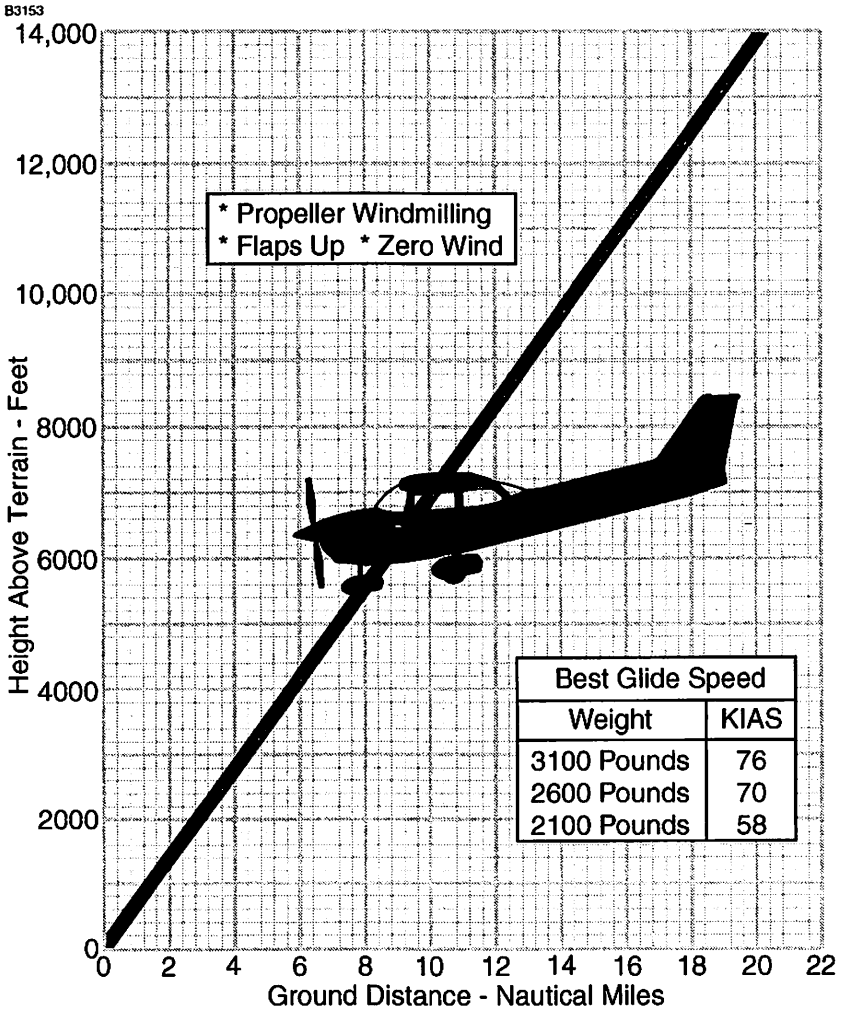 B3153
14,000
12,000
10,000
8000
6000
4000
2000
0
Height Above Terrain - Feet
* Propeller Windmilling
* Flaps Up * Zero Wind
Best Glide Speed
Weight KIAS
3100 Pounds 76
2600 Pounds 70
2100 Pounds 58
0 2 4 6 8 10 12 14 16 18 20 22
Ground Distance - Nautical Miles